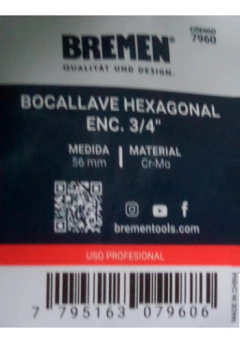 CÓDIGO
BREMEN® 7960
QUALITÄT UND DESIGN.
BOCALLAVE HEXAGONAL
ENC. 3/4"
MEDIDA | MATERIAL
56 mm | Cr-Mo
brementools.com
USO PROFESIONAL
MADE IN CHINA
7 795163 079606